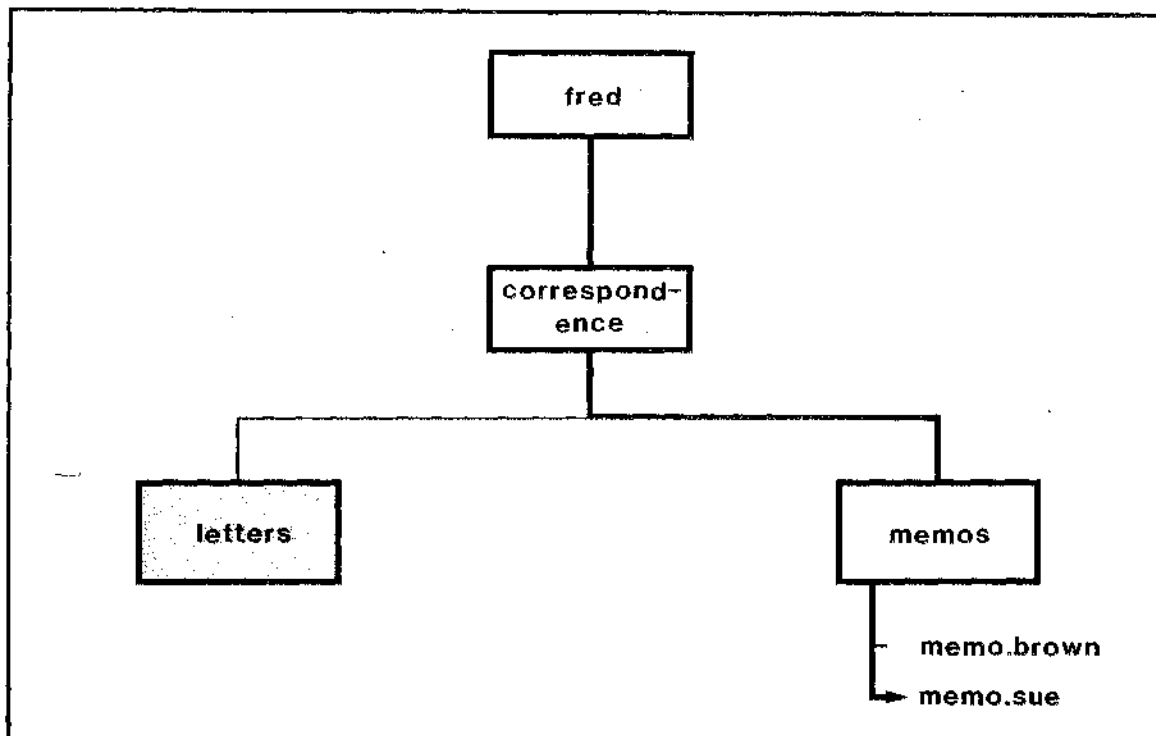 fred
correspond-
ence
letters
memos
memo.brown
memo.sue